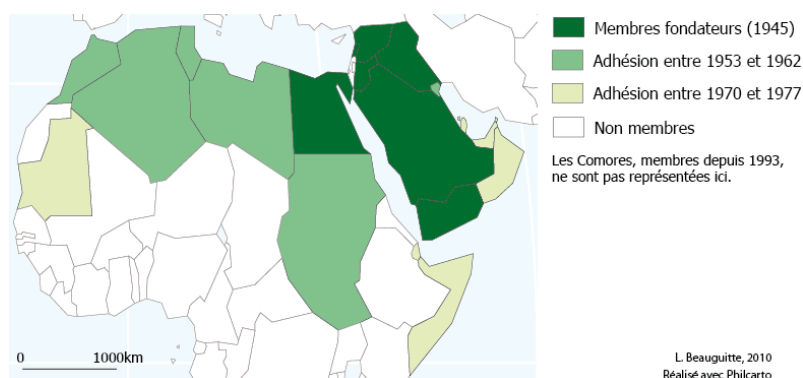 Membres fondateurs (1945)
Adhésion entre 1953 et 1962
Adhésion entre 1970 et 1977
Non membres
Les Comores, membres depuis 1993,
ne sont pas représentées ici.
0 1000km
L. Beauguitte, 2010
Réalisé avec Philcarto